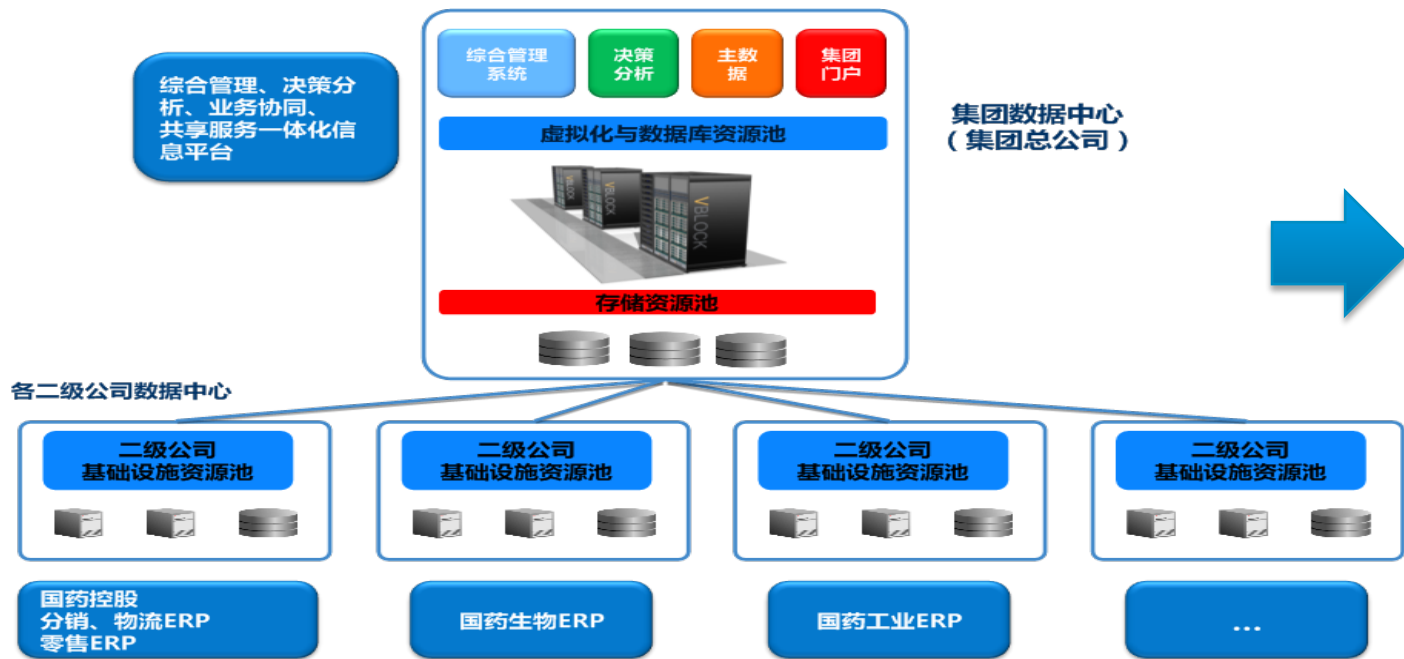 综合管理
系统
决策
分析
主数
据
集团
门户
综合管理、决策分
析、业务协同、
共享服务一体化信
息平台
虚拟化与数据库资源池
集团数据中心
（集团总公司）
VBLOCK
VBLOCK
VBLOCK
存储资源池
各二级公司数据中心
二级公司
基础设施资源池
二级公司
基础设施资源池
二级公司
基础设施资源池
二级公司
基础设施资源池
国药控股
分销、物流ERP
零售ERP
国药生物ERP
国药工业ERP
...